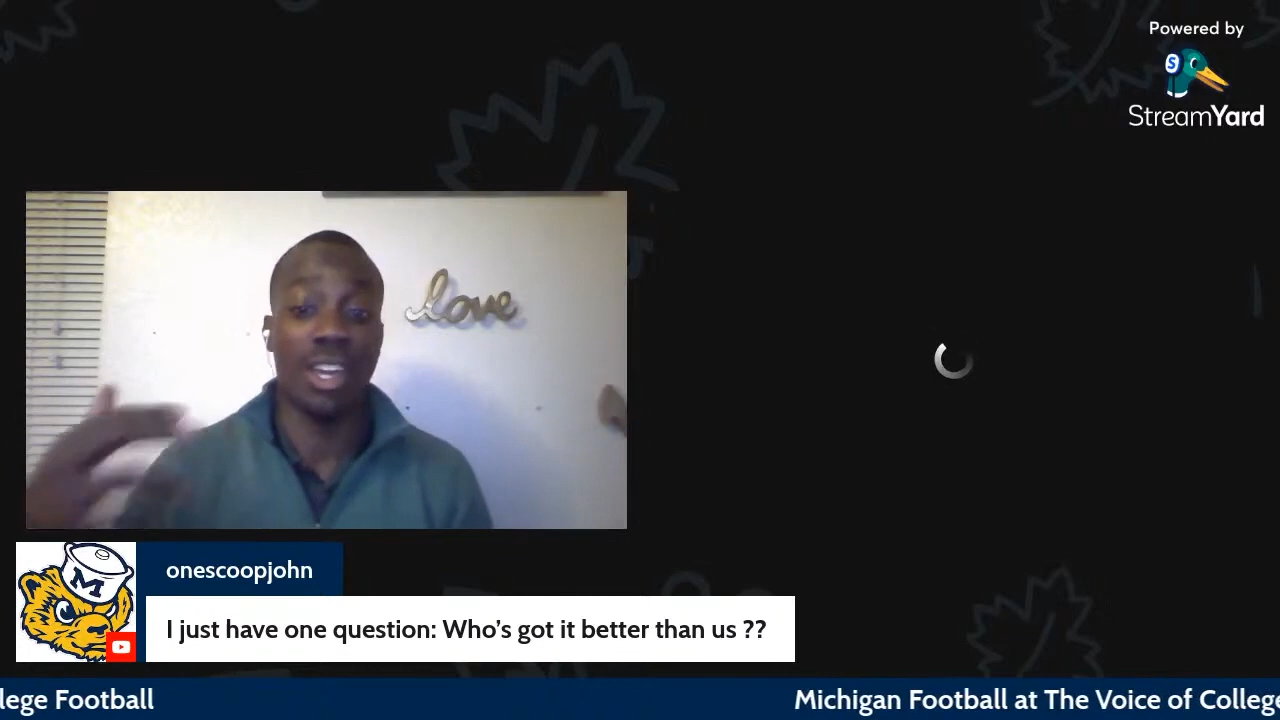 Powered by
S
StreamYard
love
M
onescoopjohn
I just have one question: Who's got it better than us ??
lege Football
Michigan Football at The Voice of College